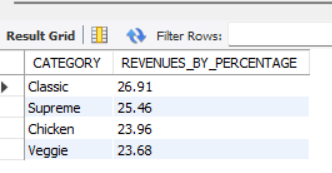 Result Grid Filter Rows:
CATEGORY REVENUES_BY_PERCENTAGE
Classic 26.91
Supreme 25.46
Chicken 23.96
Veggie 23.68